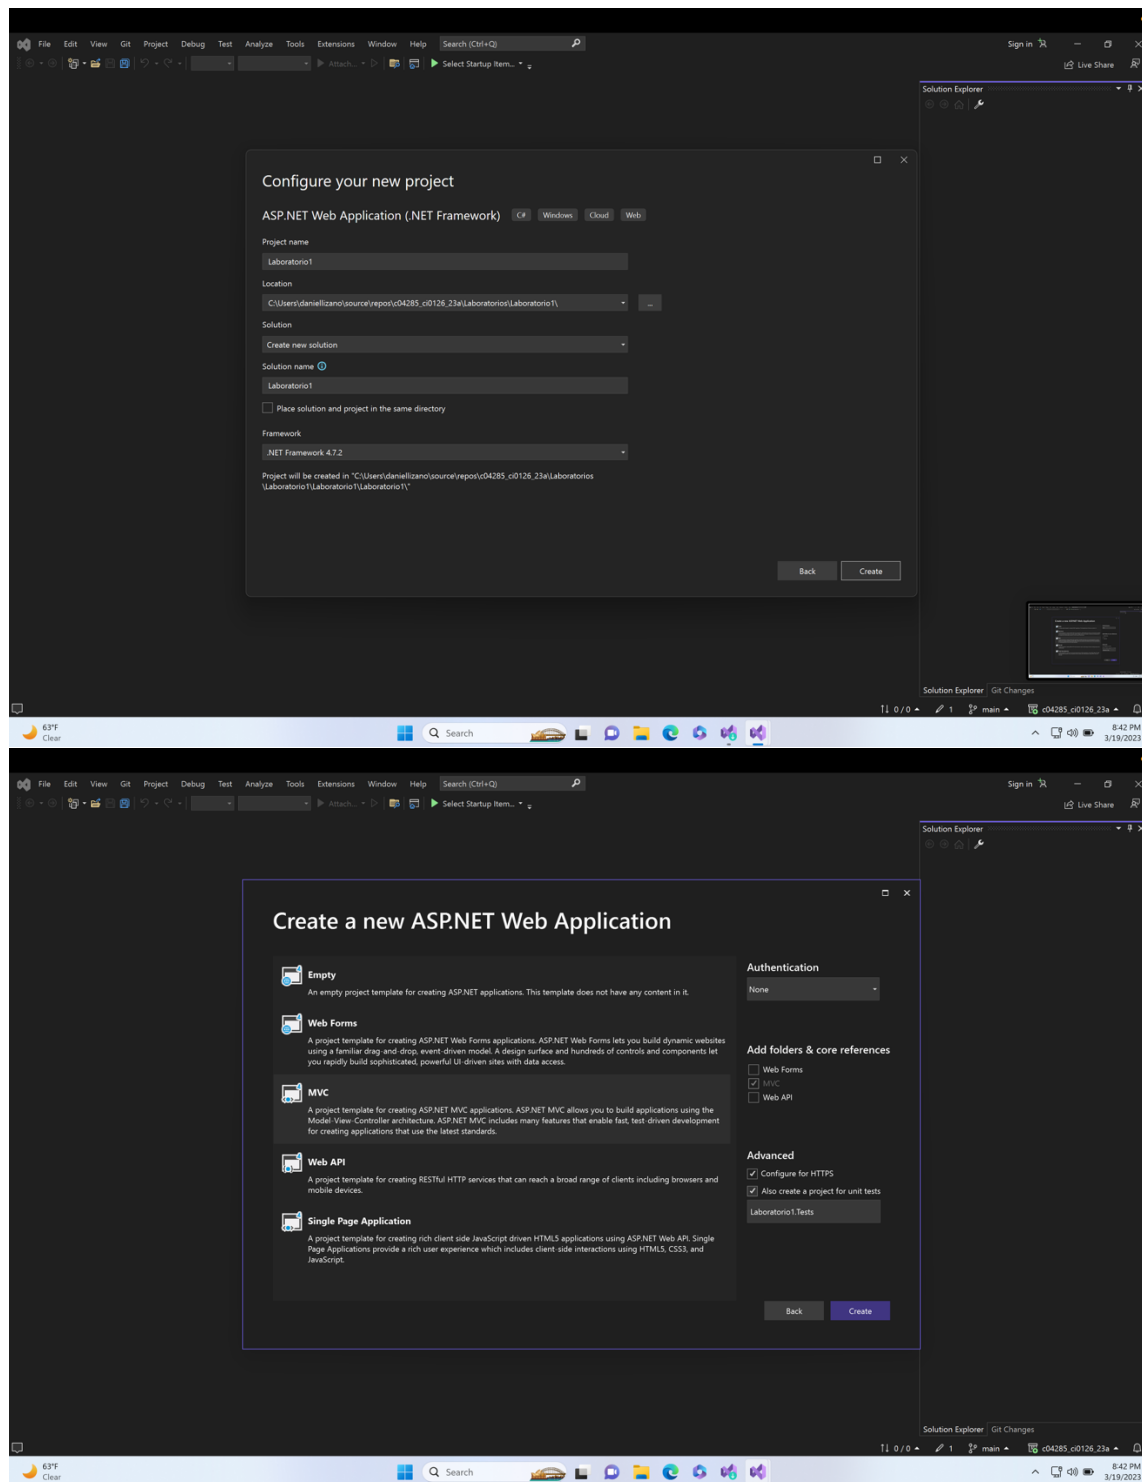 File Edit View Git Project Debug Test Analyze Tools Extensions Window Help Search (Ctrl+Q) Sign in
Attach... Select Startup Item... Live Share
Solution Explorer
Configure your new project
ASP.NET Web Application (.NET Framework) C# Windows Cloud Web
Project name
Laboratorio1
Location
C:\Users\daniellizano\source\repos\c04285_ci0126_23a\Laboratorios\Laboratorio1\
...
Solution
Create new solution
Solution name
Laboratorio1
Place solution and project in the same directory
Framework
.NET Framework 4.7.2
Project will be created in "C:\Users\daniellizano\source\repos\c04285_ci0126_23a\Laboratorios
\Laboratorio1\Laboratorio1\Laboratorio1\"
Back Create
Solution Explorer Git Changes
0 / 0 1 main c04285_ci0126_23a
63°F
Clear
Search
8:42 PM
3/19/2023
File Edit View Git Project Debug Test Analyze Tools Extensions Window Help Search (Ctrl+Q) Sign in
Attach... Select Startup Item... Live Share
Solution Explorer
Create a new ASP.NET Web Application
Empty
An empty project template for creating ASP.NET applications. This template does not have any content in it.
Web Forms
A project template for creating ASP.NET Web Forms applications. ASP.NET Web Forms lets you build dynamic websites
using a familiar drag-and-drop, event-driven model. A design surface and hundreds of controls and components let
you rapidly build sophisticated, powerful UI-driven sites with data access.
MVC
A project template for creating ASP.NET MVC applications. ASP.NET MVC allows you to build applications using the
Model-View-Controller architecture. ASP.NET MVC includes many features that enable fast, test-driven development
for creating applications that use the latest standards.
Web API
A project template for creating RESTful HTTP services that can reach a broad range of clients including browsers and
mobile devices.
Single Page Application
A project template for creating rich client side JavaScript driven HTML5 applications using ASP.NET Web API. Single
Page Applications provide a rich user experience which includes client-side interactions using HTML5, CSS3, and
JavaScript.
Authentication
None
Add folders & core references
Web Forms
MVC
Web API
Advanced
Configure for HTTPS
Also create a project for unit tests
Laboratorio1.Tests
Back Create
Solution Explorer Git Changes
0 / 0 1 main c04285_ci0126_23a
63°F
Clear
Search
8:42 PM
3/19/2023